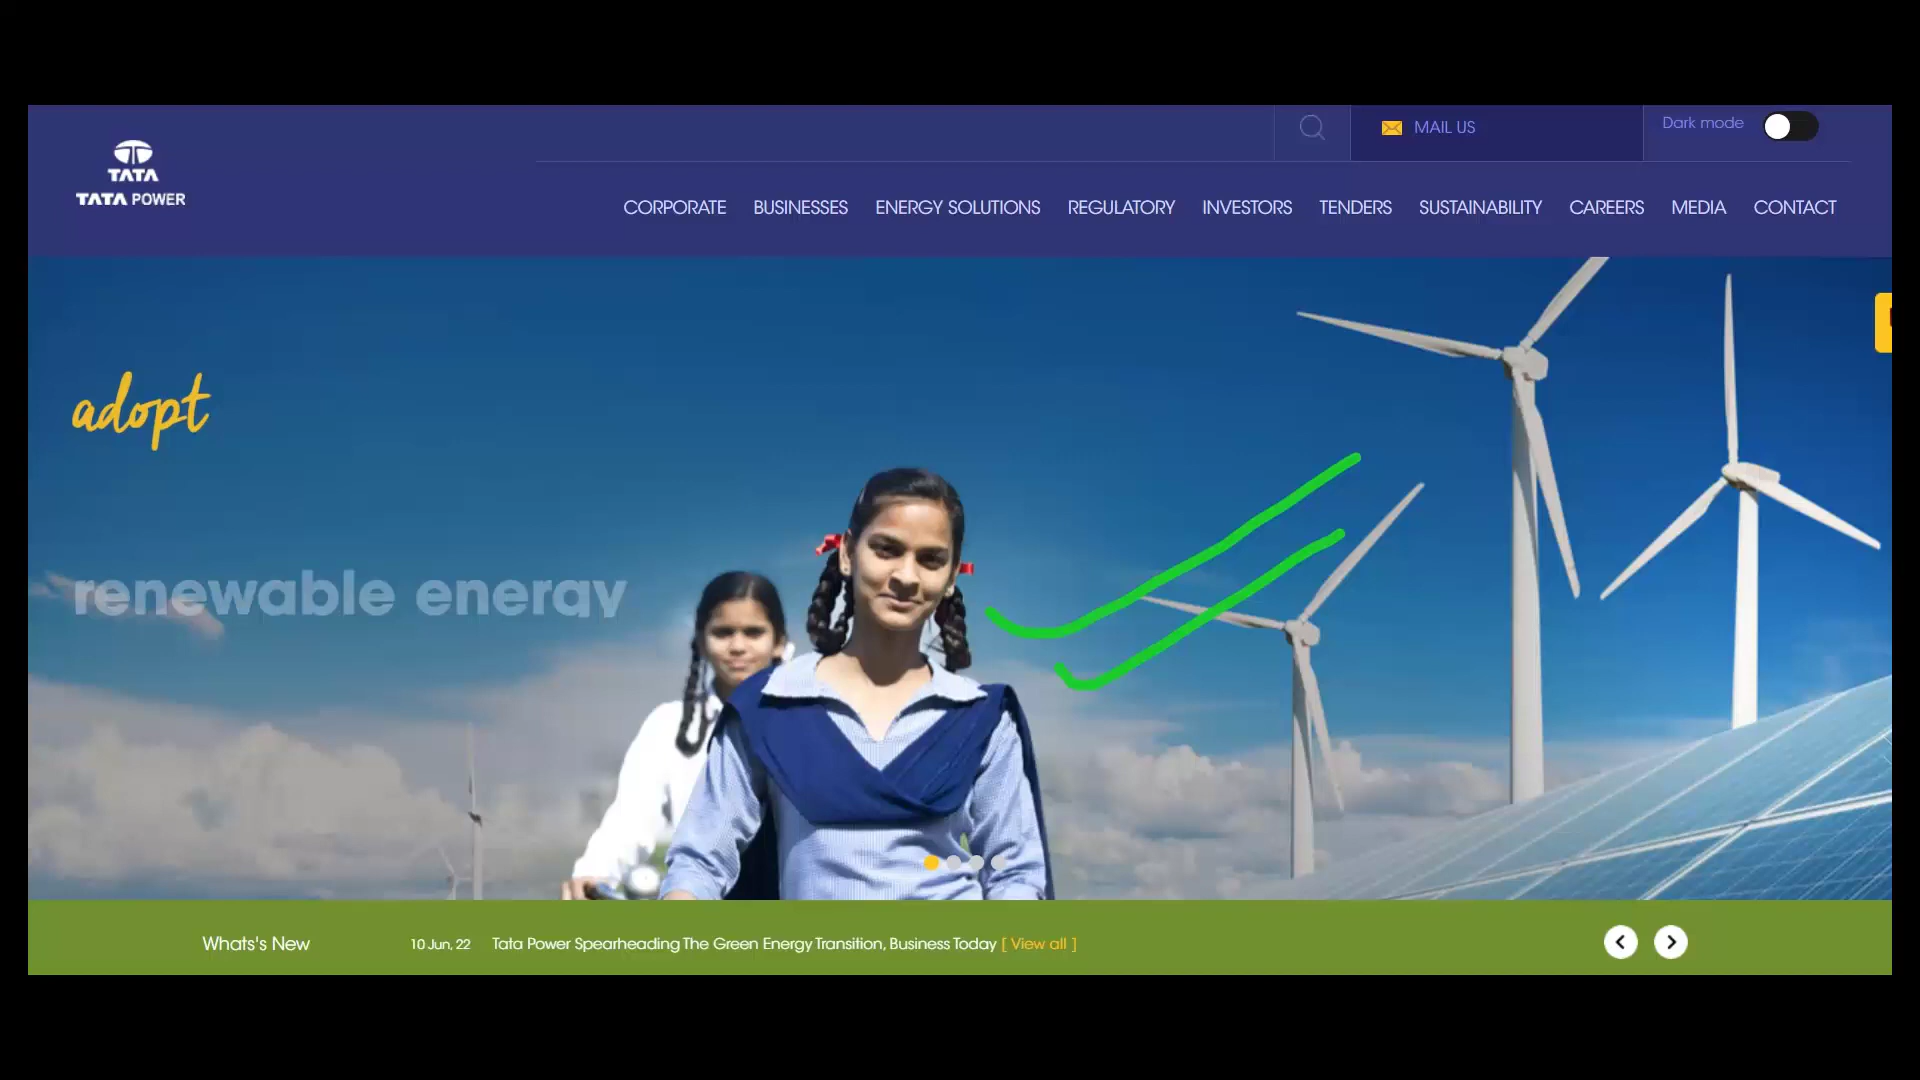 TATA
TATA POWER
MAIL US
Dark mode
CORPORATE BUSINESSES ENERGY SOLUTIONS REGULATORY INVESTORS TENDERS SUSTAINABILITY CAREERS MEDIA CONTACT
adopt
renewable energy
Whats's New
10 Jun, 22 Tata Power Spearheading The Green Energy Transition, Business Today [ View all ]